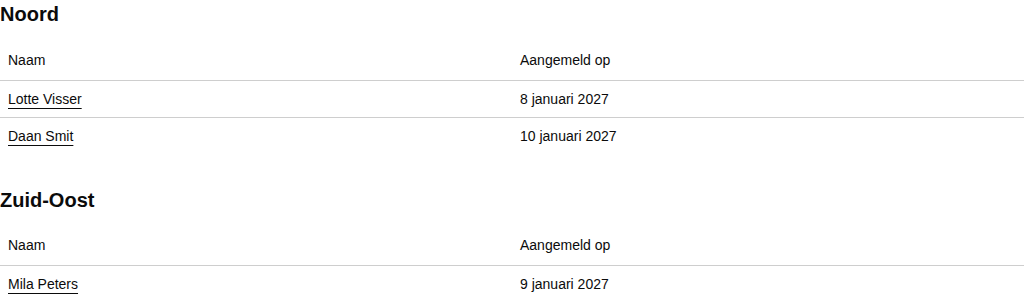 Noord
Naam Aangemeld op
Lotte Visser 8 januari 2027
Daan Smit 10 januari 2027
Zuid-Oost
Naam Aangemeld op
Mila Peters 9 januari 2027